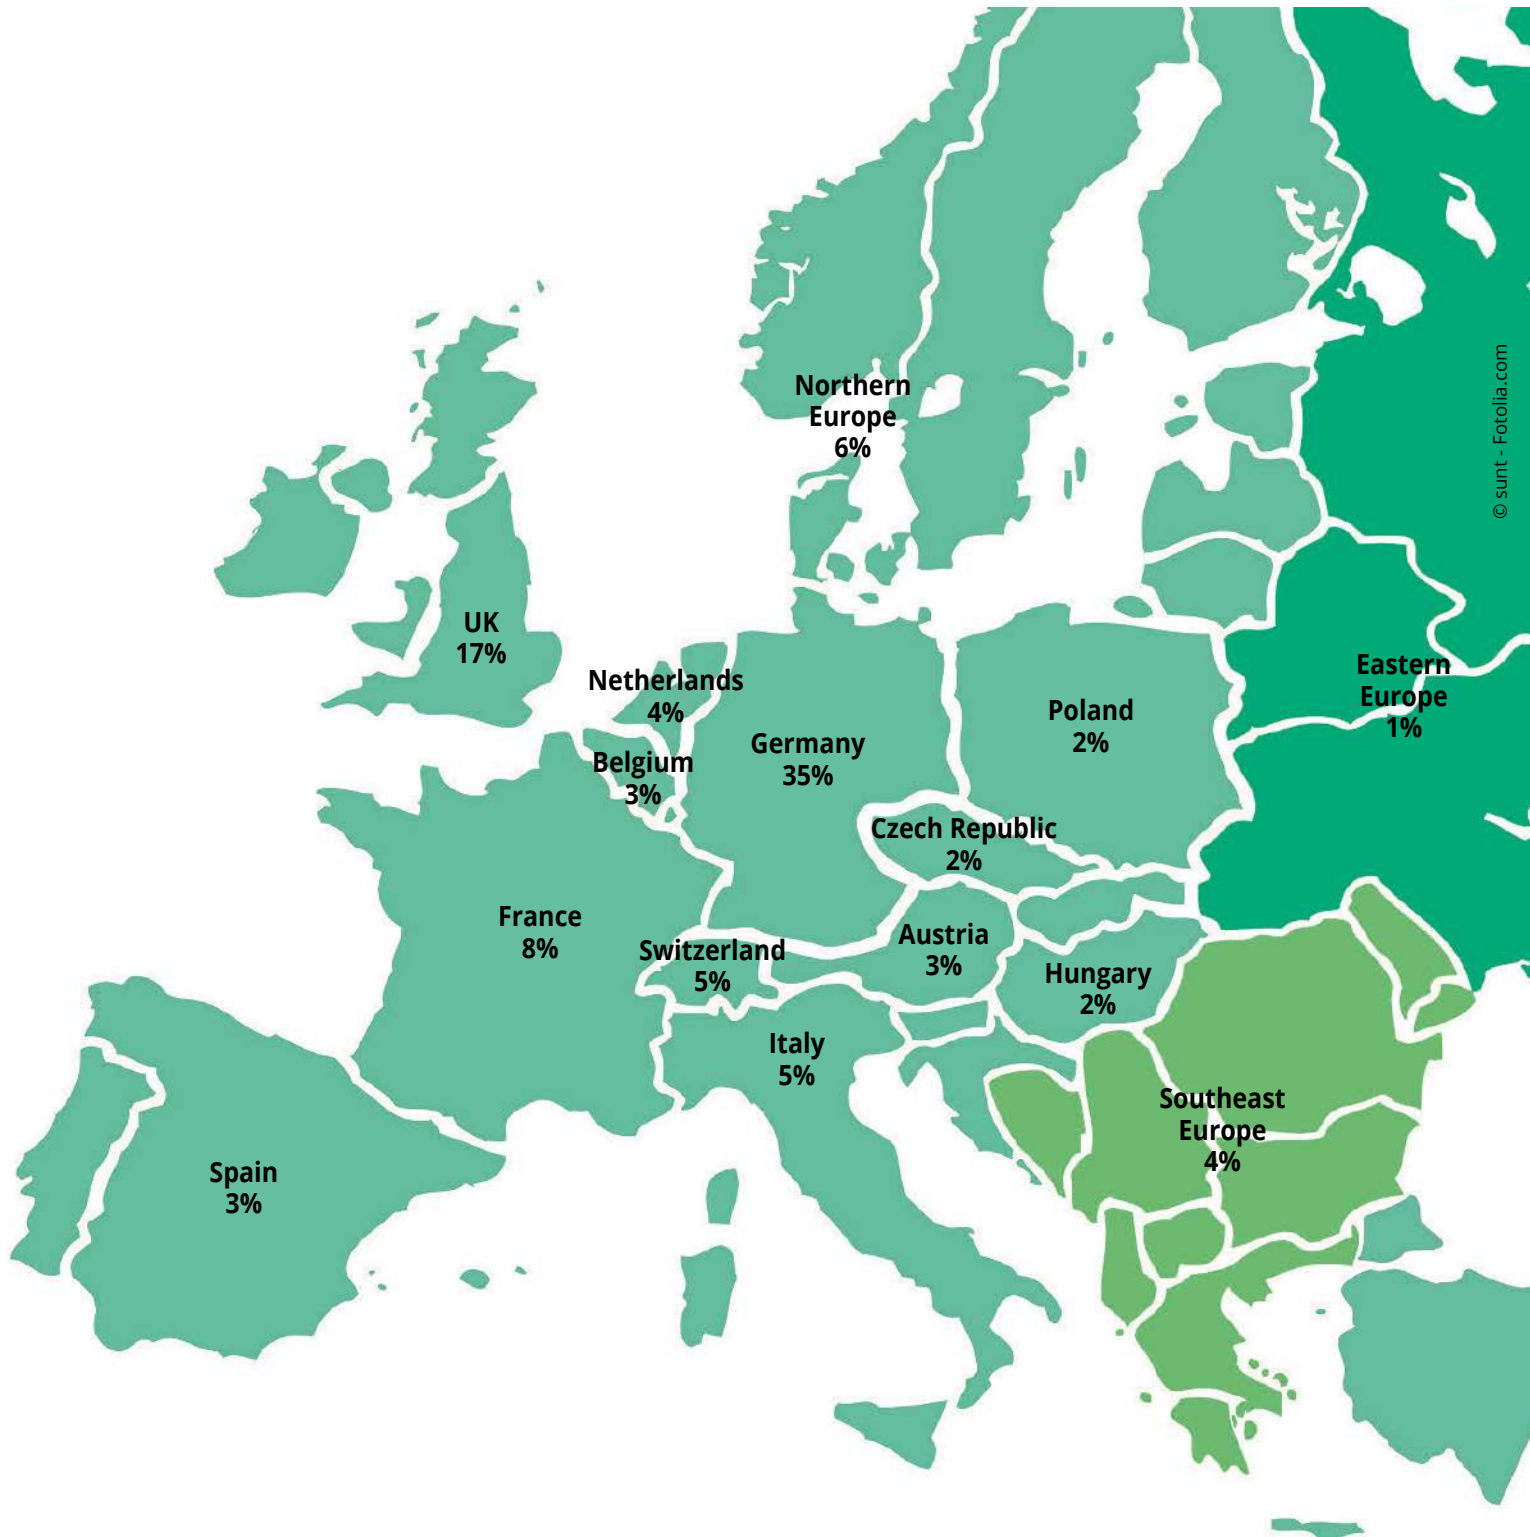 Northern
Europe
6%
© sunt - Fotolia.com
UK
17%
Netherlands
4%
Eastern
Europe
1%
Poland
2%
Germany
35%
Belgium
3%
Czech Republic
2%
France
8%
Switzerland
5%
Austria
3%
Hungary
2%
Italy
5%
Southeast
Europe
4%
Spain
3%